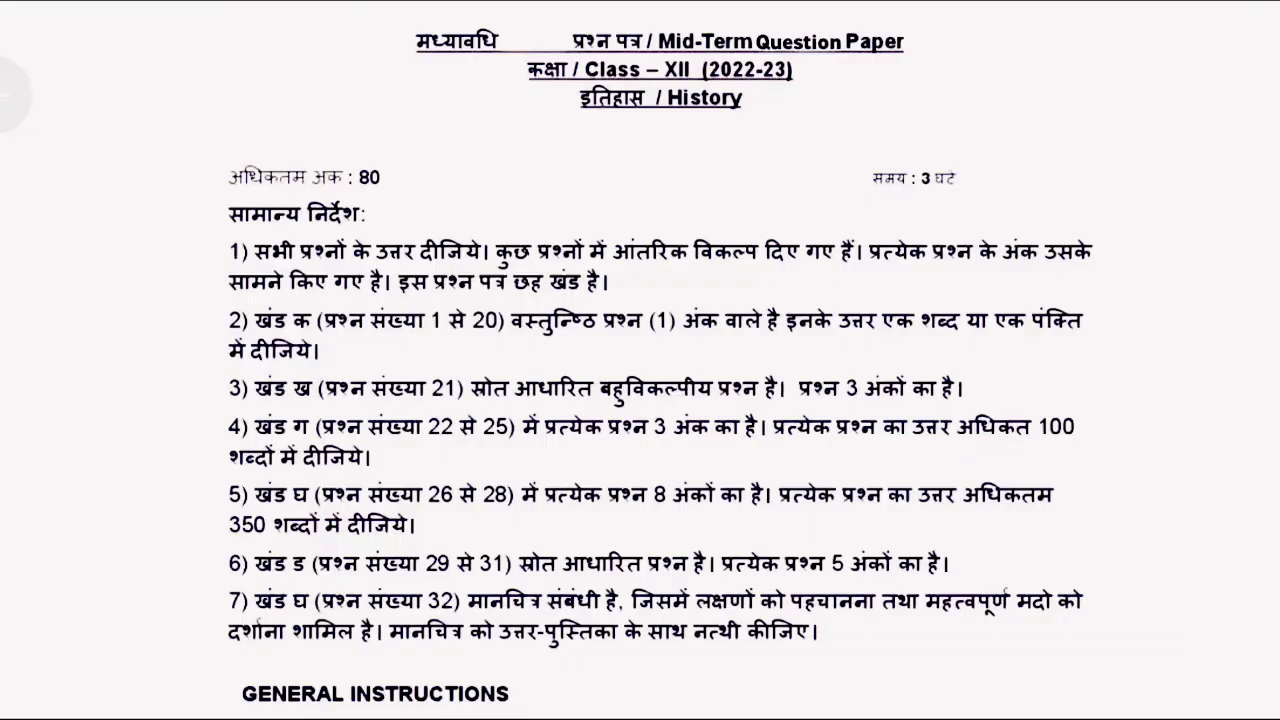 मध्यावधि प्रश्न पत्र / Mid-Term Question Paper
कक्षा / Class – XII (2022-23)
इतिहास / History
अधिकतम अक : 80 समय : 3 घटे
सामान्य निर्देश:
1) सभी प्रश्नों के उत्तर दीजिये। कुछ प्रश्नों में आंतरिक विकल्प दिए गए हैं। प्रत्येक प्रश्न के अंक उसके
सामने किए गए है। इस प्रश्न पत्र छह खंड है।
2) खंड क (प्रश्न संख्या 1 से 20) वस्तुन्ष्ठि प्रश्न (1) अंक वाले है इनके उत्तर एक शब्द या एक पंक्ति
में दीजिये।
3) खंड ख (प्रश्न संख्या 21) स्रोत आधारित बहुविकल्पीय प्रश्न है। प्रश्न 3 अंकों का है।
4) खंड ग (प्रश्न संख्या 22 से 25) में प्रत्येक प्रश्न 3 अंक का है। प्रत्येक प्रश्न का उत्तर अधिकत 100
शब्दों में दीजिये।
5) खंड घ (प्रश्न संख्या 26 से 28) में प्रत्येक प्रश्न 8 अंकों का है। प्रत्येक प्रश्न का उत्तर अधिकतम
350 शब्दों में दीजिये।
6) खंड ड (प्रश्न संख्या 29 से 31) स्रोत आधारित प्रश्न है। प्रत्येक प्रश्न 5 अंकों का है।
7) खंड घ (प्रश्न संख्या 32) मानचित्र संबंधी है, जिसमें लक्षणों को पहचानना तथा महत्वपूर्ण मदो को
दर्शाना शामिल है। मानचित्र को उत्तर-पुस्तिका के साथ नत्थी कीजिए।
GENERAL INSTRUCTIONS